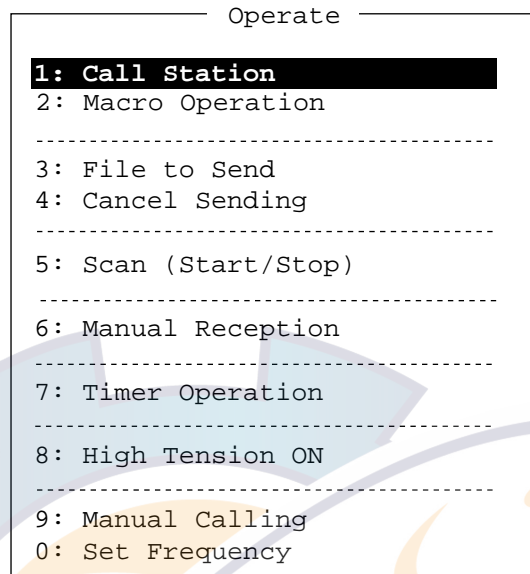 Operate
1: Call Station
2: Macro Operation
3: File to Send
4: Cancel Sending
5: Scan (Start/Stop)
6: Manual Reception
7: Timer Operation
8: High Tension ON
9: Manual Calling
0: Set Frequency